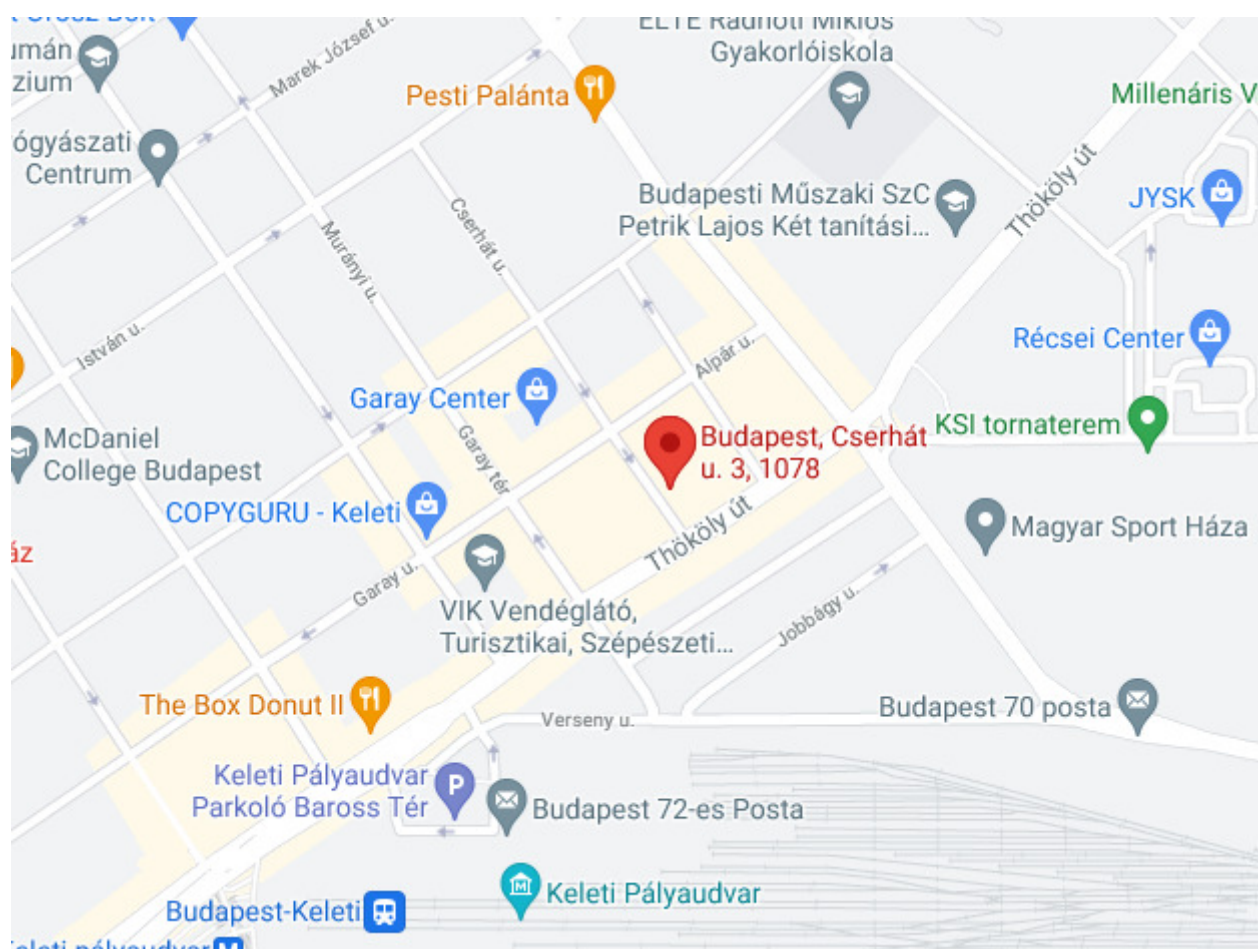 ELTE Radnóti Miklós
Gyakorlóiskola
Marek József u.
Pesti Palánta
Millenáris V
ógyászati
Centrum
Budapesti Műszaki SzC
Petrik Lajos Két tanítási...
Thököly út
JYSK
Cserhát u.
Murányi u.
István u.
Alpár u.
Récsei Center
Garay Center
KSI tornaterem
Budapest, Cserhát
u. 3, 1078
McDaniel
College Budapest
Garay tér
COPYGURU - Keleti
Thököly út
Magyar Sport Háza
áz
Garay u.
VIK Vendéglátó,
Turisztikai, Szépészeti...
Jobbágy u.
The Box Donut II
Verseny u.
Budapest 70 posta
Keleti Pályaudvar
Parkoló Baross Tér
P
Budapest 72-es Posta
Keleti Pályaudvar
Budapest-Keleti